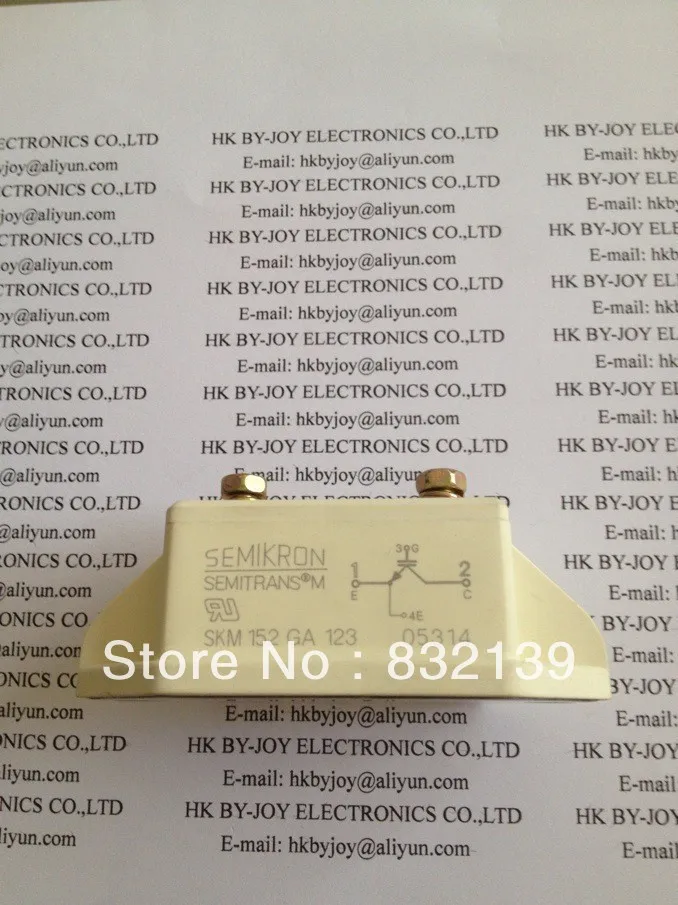 ECTRONICS CO.,LTD HK BY-JOY ELECTRONICS CO.,LTD HK BY-JOY ELEC
yjoy@aliyun.com E-mail: hkbyjoy@aliyun.com E-mail: hkbyj
ECTRONICS CO.,LTD HK BY-JOY ELECTRONICS CO.,LTD HK BY-JOY ELE
joy@aliyun.com E-mail: hkbyjoy@aliyun.com E-mail: hkby
CTRONICS CO.,LTD HK BY-JOY ELECTRONICS CO.,LTD HK BY-JOY ELE
oy@aliyun.com E-mail: hkbyjoy@aliyun.com E-mail: hkb
CTRONICS CO.,LTD HK BY-JOY ELECTRONICS CO.,LTD HK BY-JOY ELE
y@aliyun.com E-mail: hkbyjoy@aliyun.com E-mail: hkb
TRONICS CO.,LTD HK BY-JOY ELECTRONICS CO.,LTD HK BY-JOY ELE
y@aliyun.com E-mail: hkbyjoy@aliyun.com E-mail: hk
TRONICS CO.,LTD HK BY-JOY ELECTRONICS CO.,LTD HK BY-JOY EL
@aliyun.com E-mail: hkbyjoy@aliyun.com E-mail: hk
RONICS CO.,LTD HK BY-JOY ELECTRONICS CO.,LTD HK BY-JOY EL
@aliyun.com E-mail: hkbyjoy@aliyun.com E-mail: hk
RONICS CO.,LTD HK BY-JOY EL
@aliyun.com E-mail: h
RONICS CO.,LTD HK BY-JOY EL
SEMIKRON
SEMITRANS®M
SKM 152 GA 123 05314
3 G
1 2
E C
4E
Store No : 832139
ONICS CO Y-JOY E
aliyun.com E-mail: hkbyjoy@aliyun.com E-mail:
ONICS CO.,LTD HK BY-JOY ELECTRONICS CO.,LTD HK BY-JOY
liyun.com E-mail: hkbyjoy@aliyun.com E-mail
NICS CO.,LTD HK BY-JOY ELECTRONICS CO.,LTD HK BY-JO
iyun.com E-mail: hkbyjoy@aliyun.com E-mai